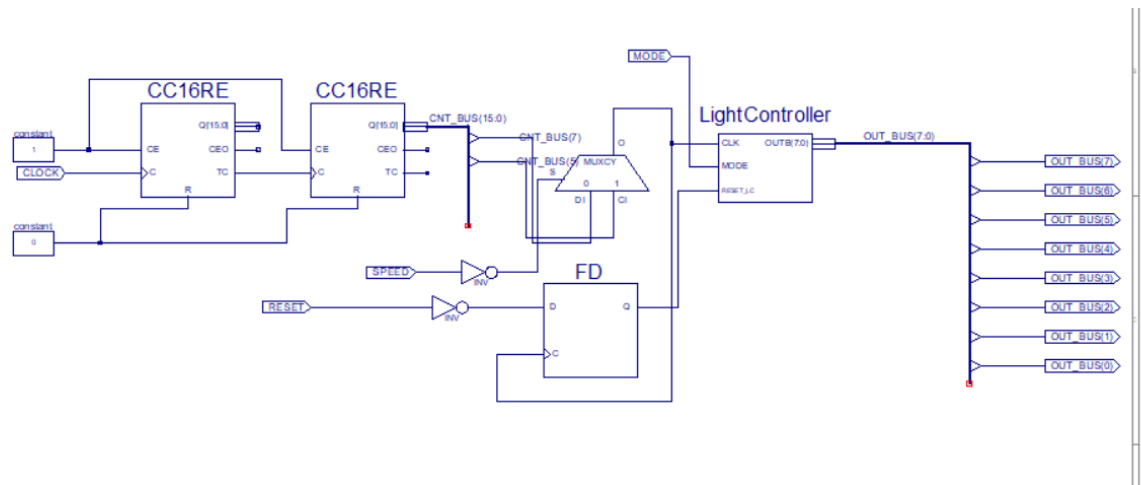 MODE
CC16RE
CC16RE
LightController
constant
1
CLOCK
CE
C
R
Q[15:0]
CEO
TC
CE
C
R
Q[15:0]
CEO
TC
CNT_BUS(15:0)
CNT_BUS(7)
CNT_BUS(5)
S
O
MUXCY
0
1
DI
CI
CLK
MODE
RESET_LC
OUTB(7:0)
OUT_BUS(7:0)
OUT_BUS(7)
OUT_BUS(6)
OUT_BUS(5)
OUT_BUS(4)
OUT_BUS(3)
OUT_BUS(2)
OUT_BUS(1)
OUT_BUS(0)
constant
0
SPEED
INV
RESET
INV
FD
D
Q
C